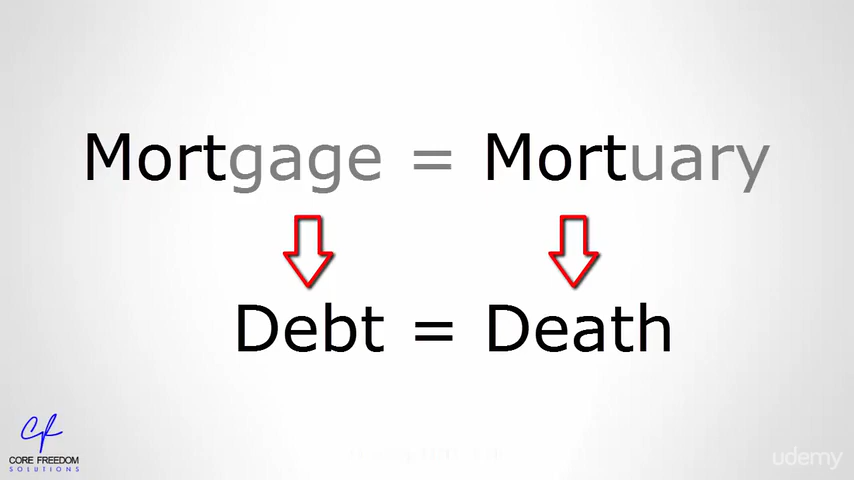 Mortgage = Mortuary
Debt = Death
CORE FREEDOM
SOLUTIONS
udemy